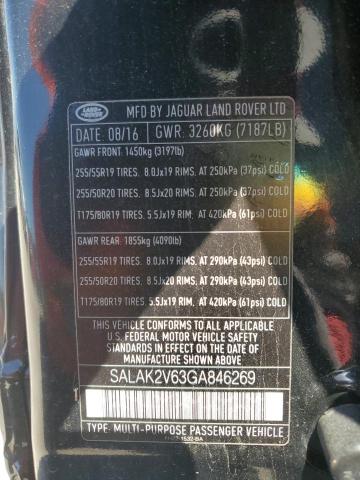 LAND ROVER
MFD BY JAGUAR LAND ROVER LTD
DATE: 08/16 GWR: 3260KG (7187LB)
GAWR FRONT: 1450kg (3197lb)
255/55R19 TIRES, 8.0Jx19 RIMS, AT 250kPa (37psi) COLD
255/50R20 TIRES, 8.5Jx20 RIMS, AT 250kPa (37psi) COLD
T175/80R19 TIRES, 5.5Jx19 RIM, AT 420kPa (61psi) COLD
GAWR REAR: 1855kg (4090lb)
255/55R19 TIRES, 8.0Jx19 RIMS, AT 290kPa (43psi) COLD
255/50R20 TIRES, 8.5Jx20 RIMS, AT 290kPa (43psi) COLD
T175/80R19 TIRES, 5.5Jx19 RIM, AT 420kPa (61psi) COLD
THIS VEHICLE CONFORMS TO ALL APPLICABLE
U.S. FEDERAL MOTOR VEHICLE SAFETY
STANDARDS IN EFFECT ON THE DATE OF
MANUFACTURE SHOWN ABOVE
SALAK2V63GA846269
TYPE: MULTI-PURPOSE PASSENGER VEHICLE